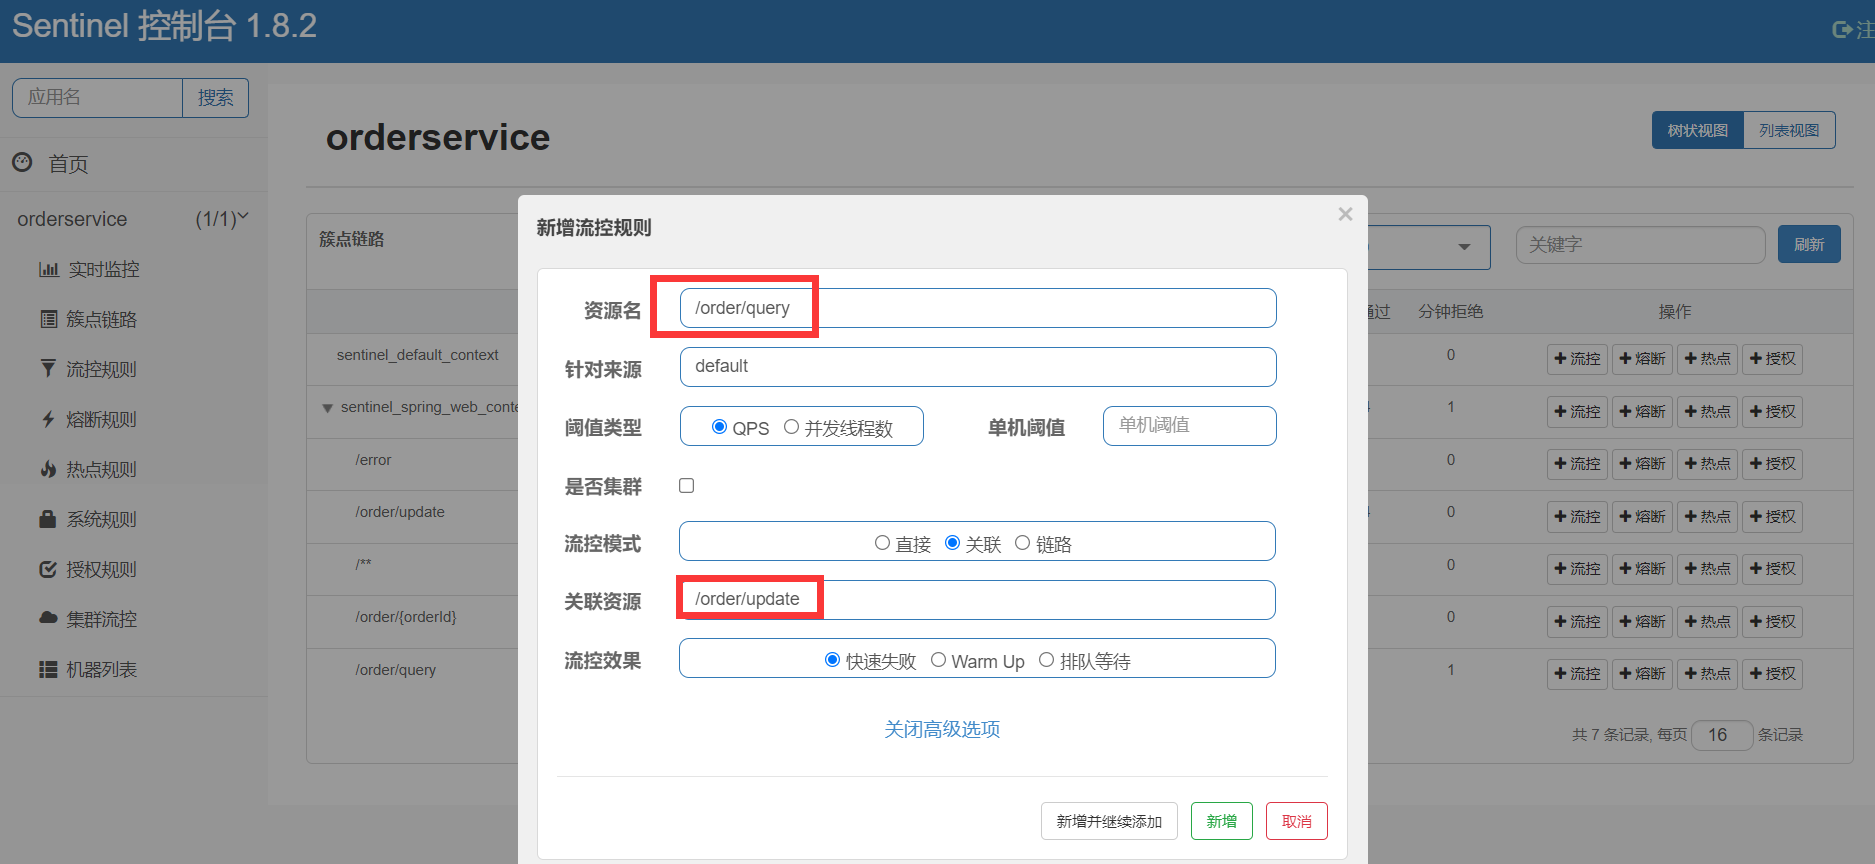 Sentinel 控制台 1.8.2
注
应用名
搜索
首页
orderservice (1/1)
实时监控
簇点链路
流控规则
熔断规则
热点规则
系统规则
授权规则
集群流控
机器列表
orderservice
树状视图
列表视图
簇点链路
关键字
刷新
通过 分钟拒绝 操作
sentinel_default_context 0 流控 熔断 热点 授权
sentinel_spring_web_conte 1 流控 熔断 热点 授权
/error 0 流控 熔断 热点 授权
/order/update 0 流控 熔断 热点 授权
/** 0 流控 熔断 热点 授权
/order/{orderId} 0 流控 熔断 热点 授权
/order/query 1 流控 熔断 热点 授权
共 7 条记录, 每页 16 条记录
新增流控规则
×
资源名 /order/query
针对来源 default
阈值类型 QPS 并发线程数 单机阈值 单机阈值
是否集群
流控模式 直接 关联 链路
关联资源 /order/update
流控效果 快速失败 Warm Up 排队等待
关闭高级选项
新增并继续添加 新增 取消